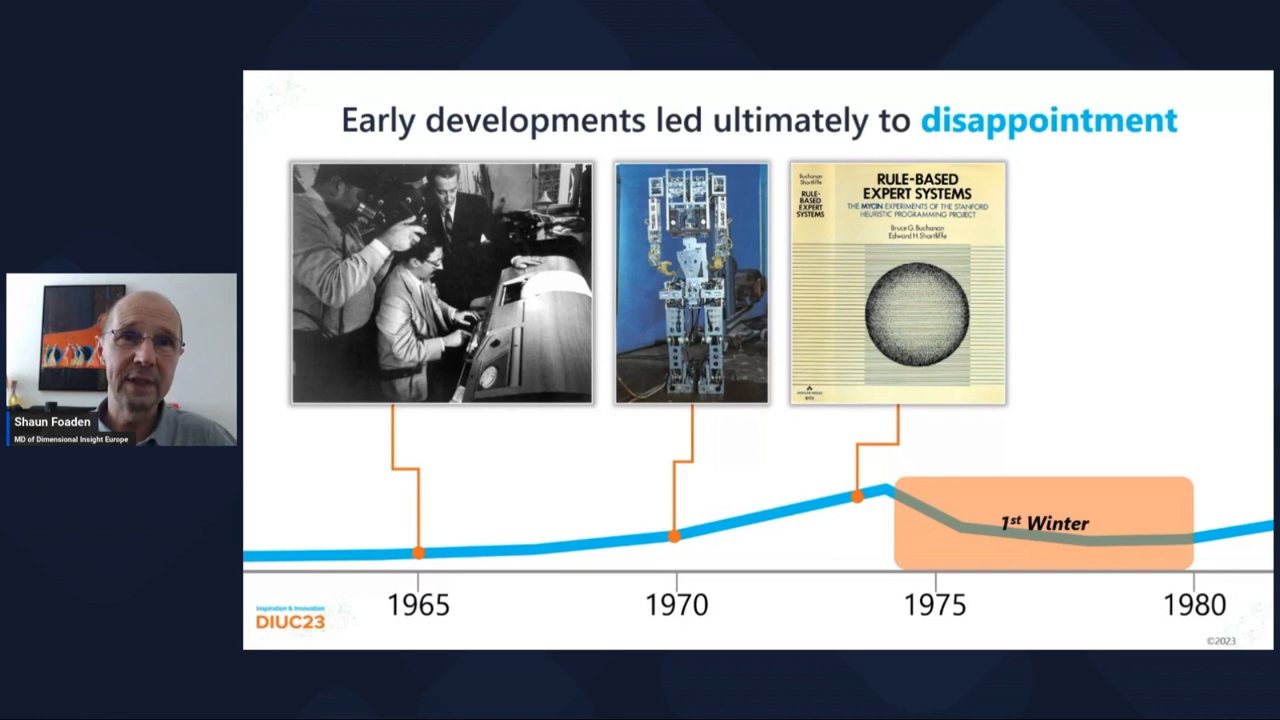 Early developments led ultimately to disappointment
Buchanan
Shortliffe
RULE-
BASED
EXPERT
SYSTEMS
RULE-BASED
EXPERT SYSTEMS
THE MYCIN EXPERIMENTS OF THE STANFORD
HEURISTIC PROGRAMMING PROJECT
Bruce G. Buchanan
Edward H. Shortliffe
Shaun Foaden
MD of Dimensional Insight Europe
1st Winter
1965
1970
1975
1980
Inspiration & Innovation
DIUC23
©2023